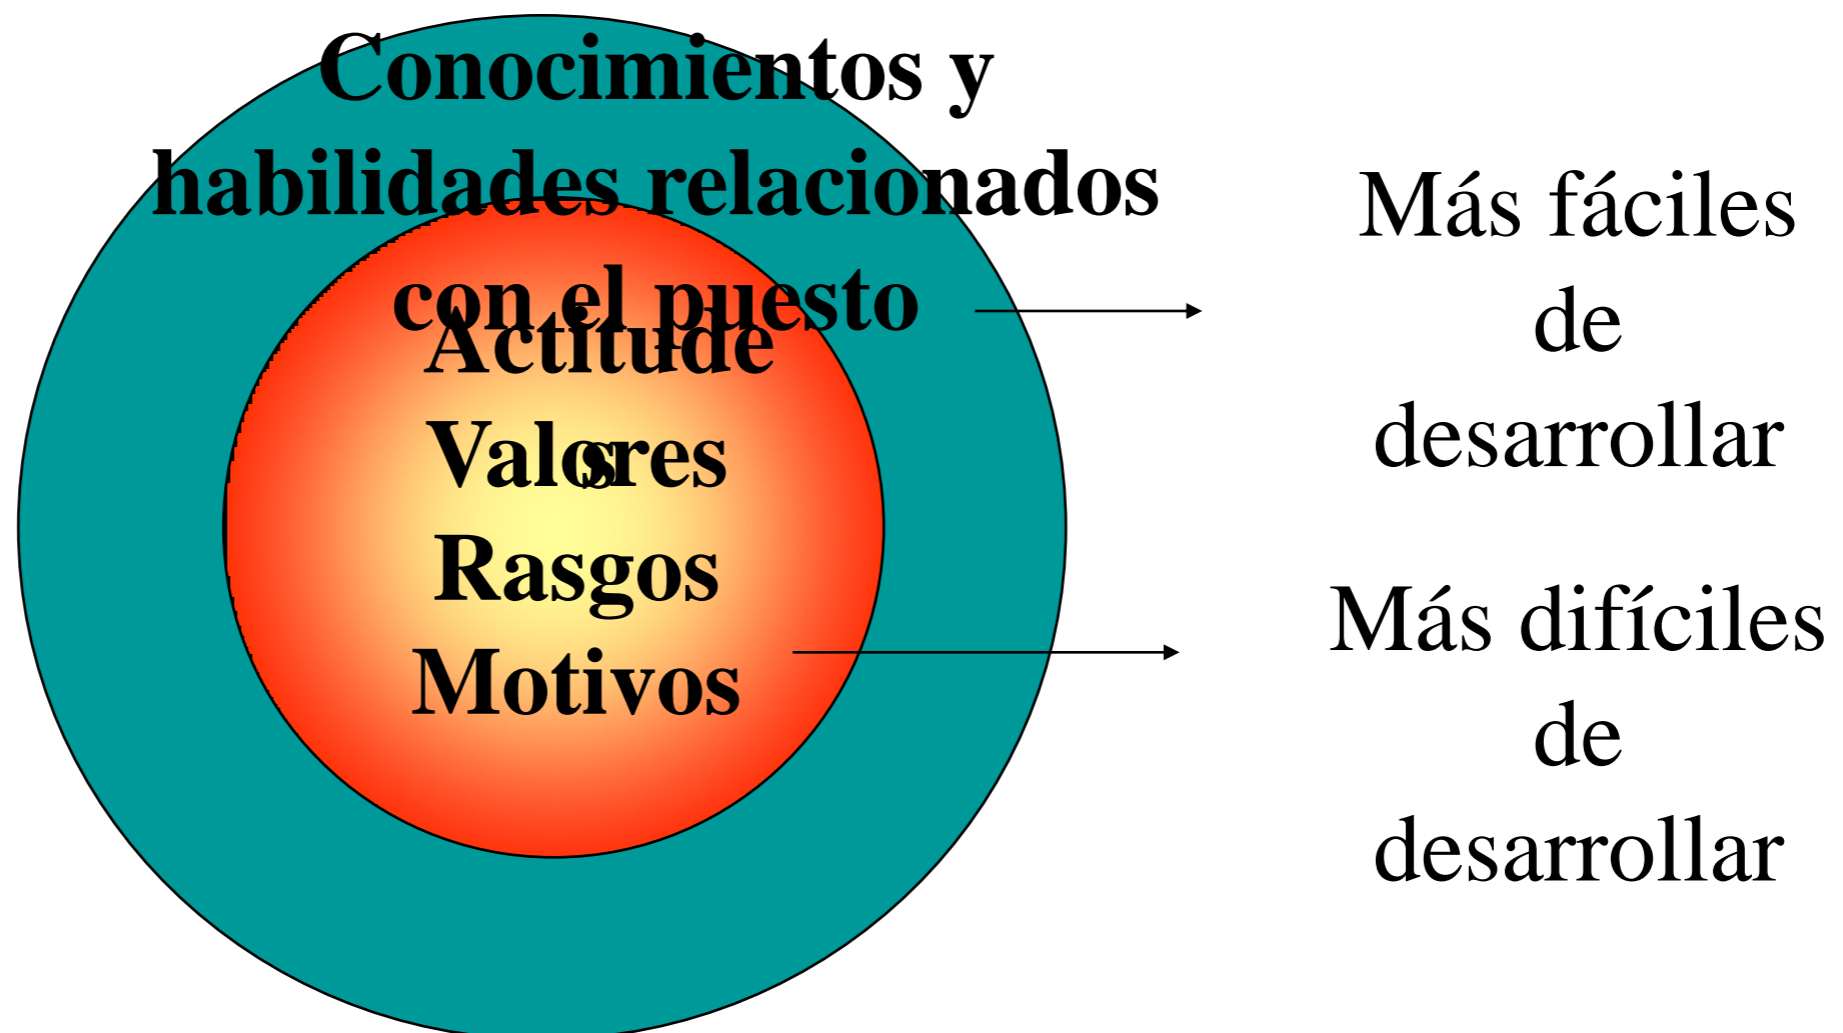 Conocimientos y
habilidades relacionados
con el puesto
Actitude
s
Valores
Rasgos
Motivos
Más fáciles
de
desarrollar
Más difíciles
de
desarrollar